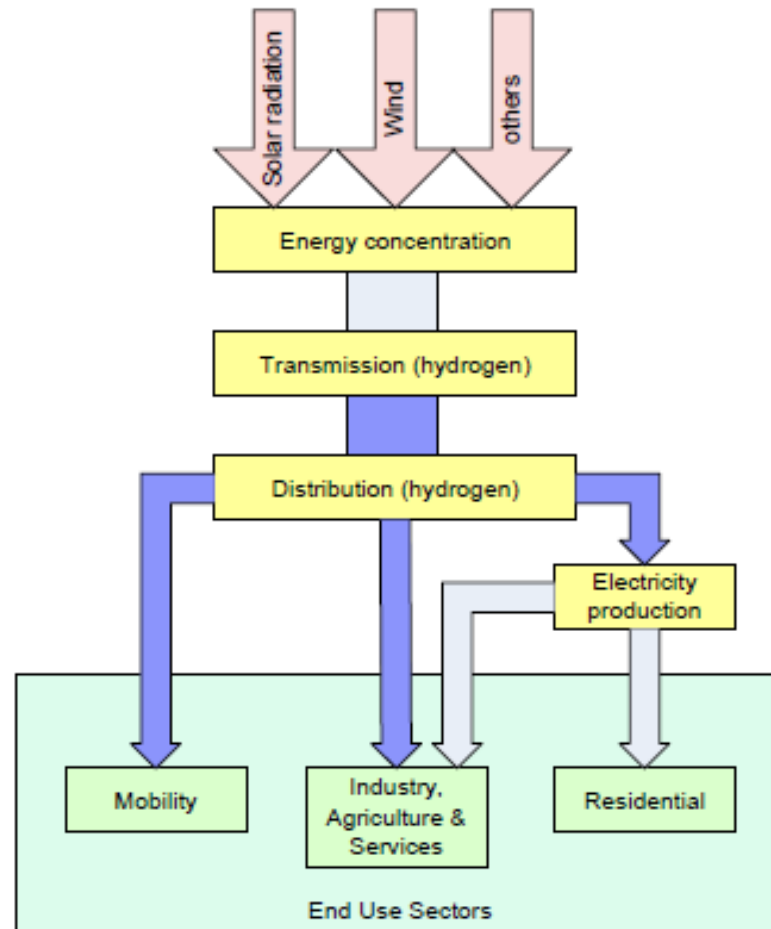 Solar radiation
Wind
others
Energy concentration
Transmission (hydrogen)
Distribution (hydrogen)
Electricity
production
Mobility
Industry,
Agriculture &
Services
Residential
End Use Sectors